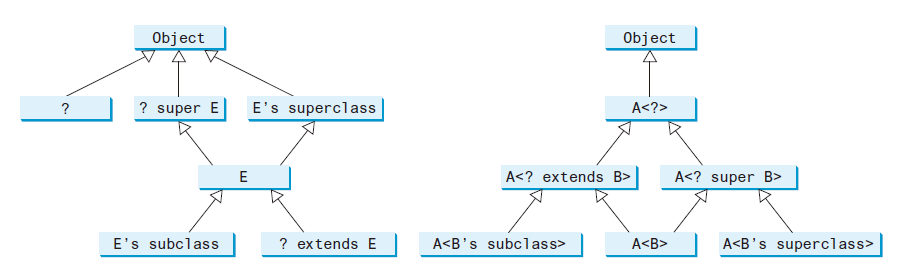 Object
?
? super E
E's superclass
E
E's subclass
? extends E
Object
A<?>
A<? extends B>
A<? super B>
A<B's subclass>
A<B>
A<B's superclass>